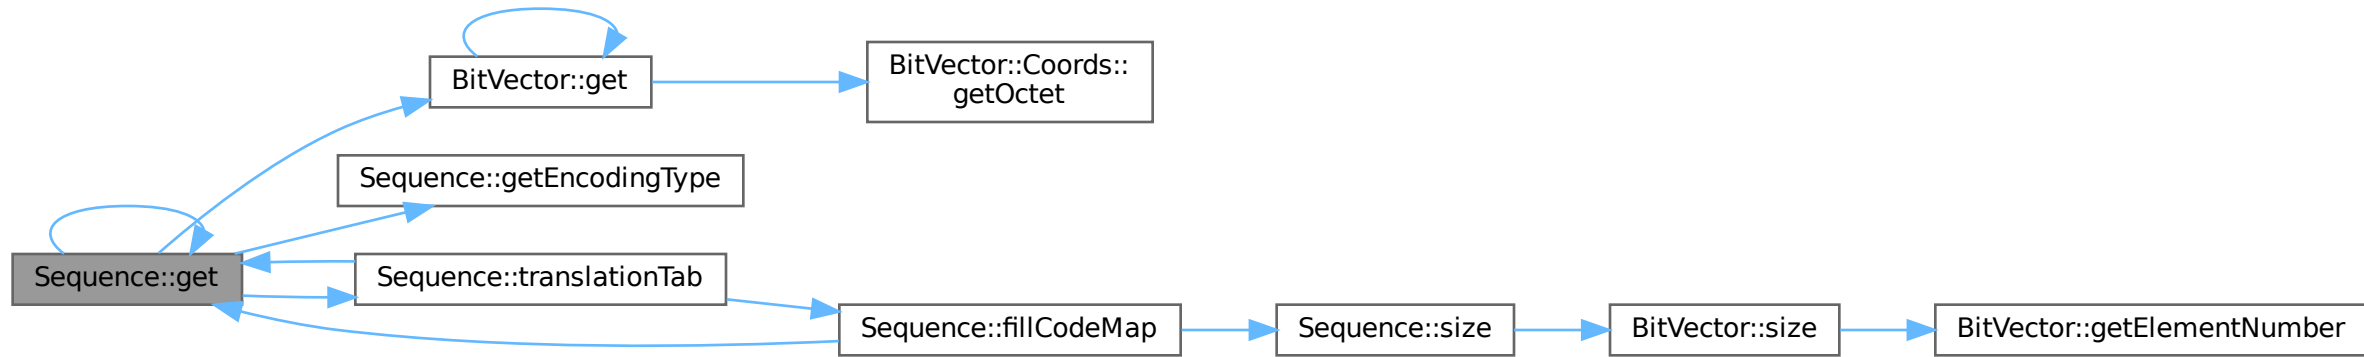 BitVector::get
BitVector::Coords::
getOctet
Sequence::getEncodingType
Sequence::get
Sequence::translationTab
Sequence::fillCodeMap
Sequence::size
BitVector::size
BitVector::getElementNumber